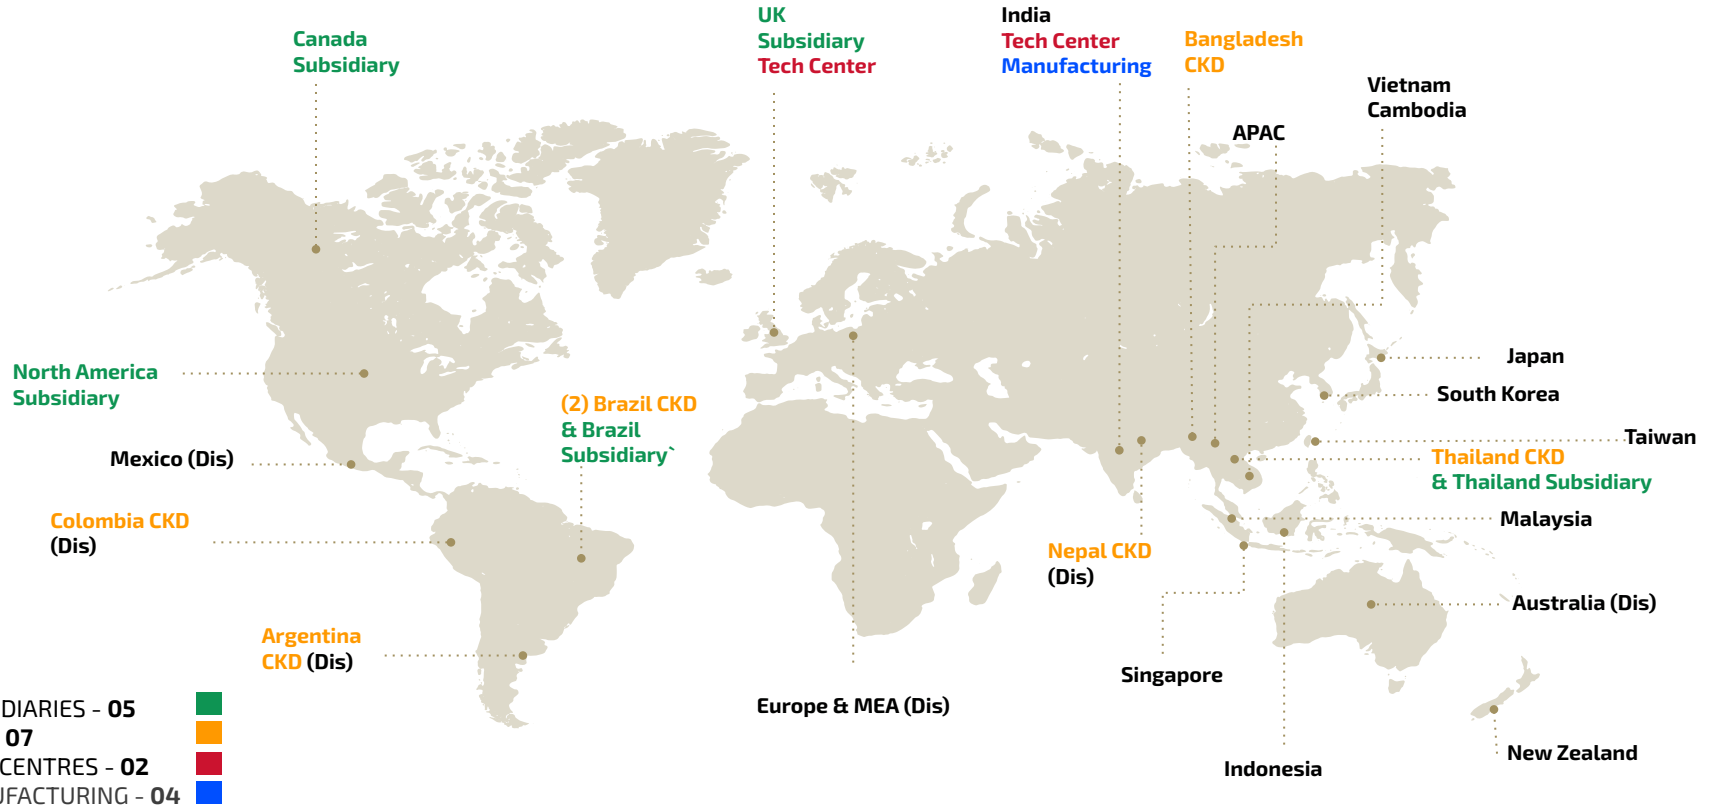 Canada
Subsidiary
UK
Subsidiary
Tech Center
India
Tech Center
Manufacturing
Bangladesh
CKD
Vietnam
Cambodia
APAC
North America
Subsidiary
(2) Brazil CKD
& Brazil
Subsidiary`
Japan
South Korea
Mexico (Dis)
Taiwan
Thailand CKD
& Thailand Subsidiary
Colombia CKD
(Dis)
Malaysia
Nepal CKD
(Dis)
Australia (Dis)
Argentina
CKD (Dis)
Singapore
Europe & MEA (Dis)
New Zealand
Indonesia
DIARIES - 05
07
CENTRES - 02
UFACTURING - 04